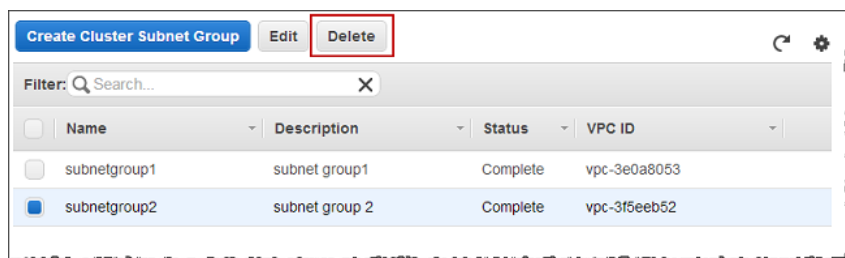 Create Cluster Subnet Group Edit Delete
Filter: Search...
Name Description Status VPC ID
subnetgroup1 subnet group1 Complete vpc-3e0a8053
subnetgroup2 subnet group 2 Complete vpc-3f5eeb52